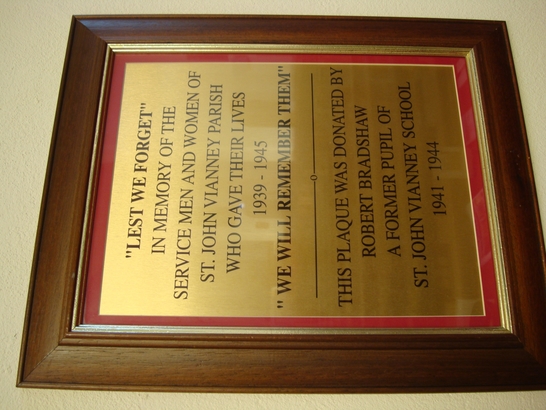 "LEST WE FORGET"
IN MEMORY OF THE
SERVICE MEN AND WOMEN OF
ST. JOHN VIANNEY PARISH
WHO GAVE THEIR LIVES
1939 - 1945
" WE WILL REMEMBER THEM"
THIS PLAQUE WAS DONATED BY
ROBERT BRADSHAW
A FORMER PUPIL OF
ST. JOHN VIANNEY SCHOOL
1941 - 1944